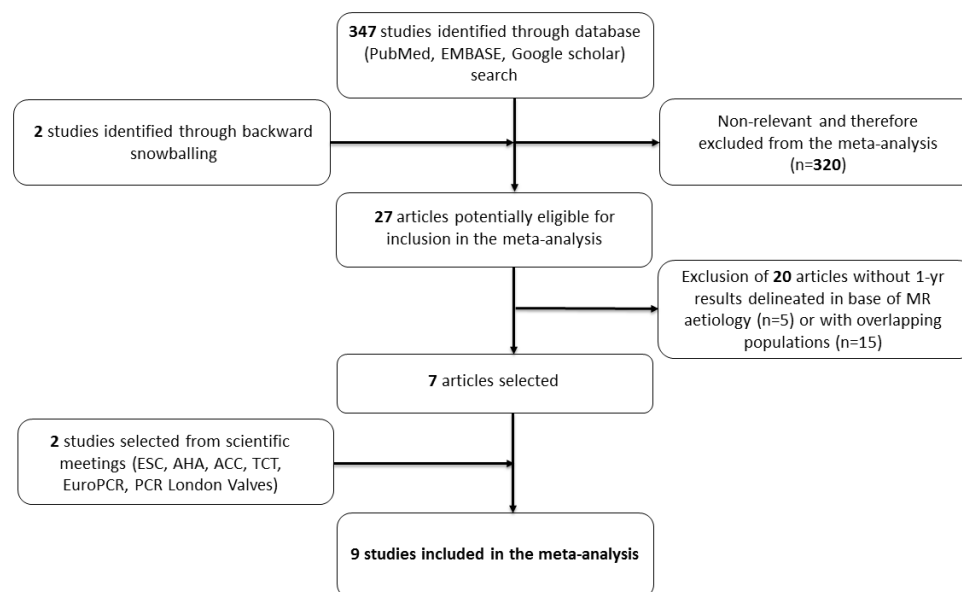 347 studies identified through database
(PubMed, EMBASE, Google scholar)
search
2 studies identified through backward
snowballing
Non-relevant and therefore
excluded from the meta-analysis
(n=320)
27 articles potentially eligible for
inclusion in the meta-analysis
Exclusion of 20 articles without 1-yr
results delineated in base of MR
aetiology (n=5) or with overlapping
populations (n=15)
7 articles selected
2 studies selected from scientific
meetings (ESC, AHA, ACC, TCT,
EuroPCR, PCR London Valves)
9 studies included in the meta-analysis